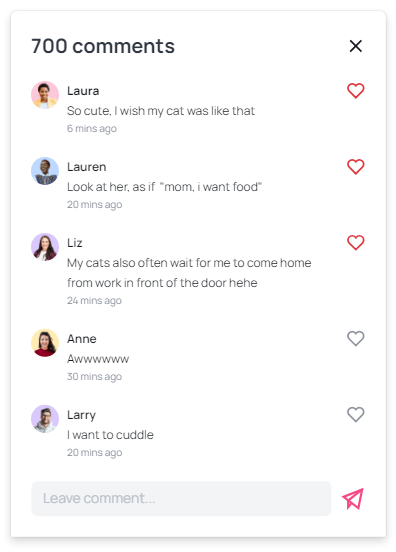 700 comments
Laura
So cute, I wish my cat was like that
6 mins ago
Lauren
Look at her, as if "mom, i want food"
20 mins ago
Liz
My cats also often wait for me to come home
from work in front of the door hehe
24 mins ago
Anne
Awwwwww
30 mins ago
Larry
I want to cuddle
20 mins ago
Leave comment...